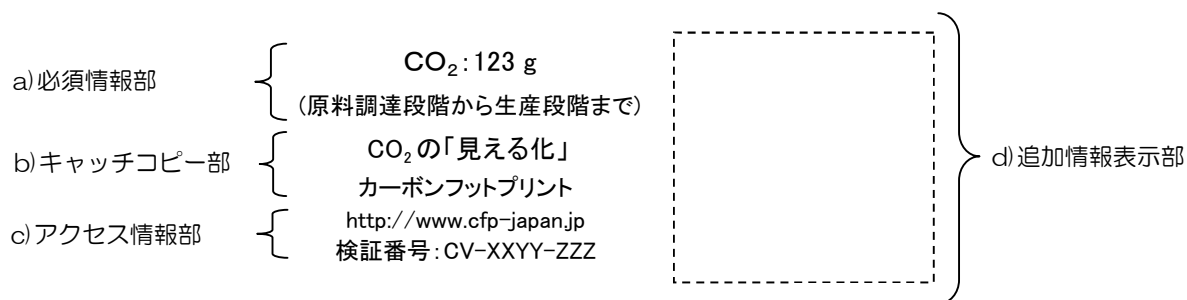 a)必須情報部
CO₂:123 g
(原料調達段階から生産段階まで)
b)キャッチコピー部
CO₂の「見える化」
カーボンフットプリント
c)アクセス情報部
http://www.cfp-japan.jp
検証番号:CV-XXYY-ZZZ
d)追加情報表示部